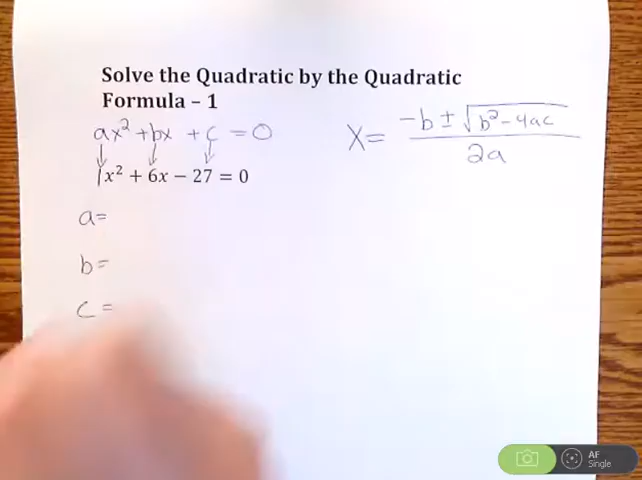 Solve the Quadratic by the Quadratic
Formula – 1
ax² + bx + c = 0
x = (-b ± √(b² - 4ac)) / 2a
1x² + 6x − 27 = 0
a=
b=
c =
AF
Single